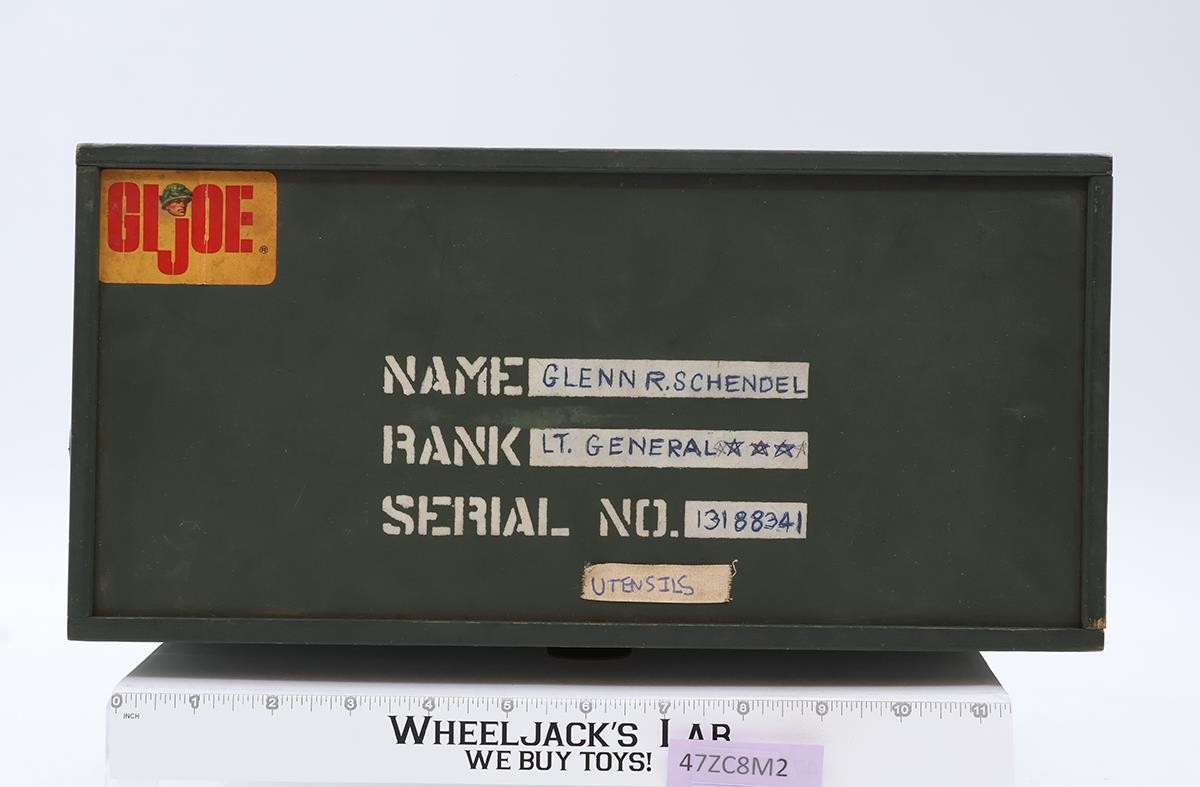 GI JOE ®
NAME GLENN R. SCHENDEL
RANK LT. GENERAL ☆ ☆ ☆
SERIAL NO. 13188341
UTENSILS
0 1 2 3 4 5 6 7 8 9 10 11
INCH
WHEELJACK'S LAB
WE BUY TOYS!
47ZC8M2